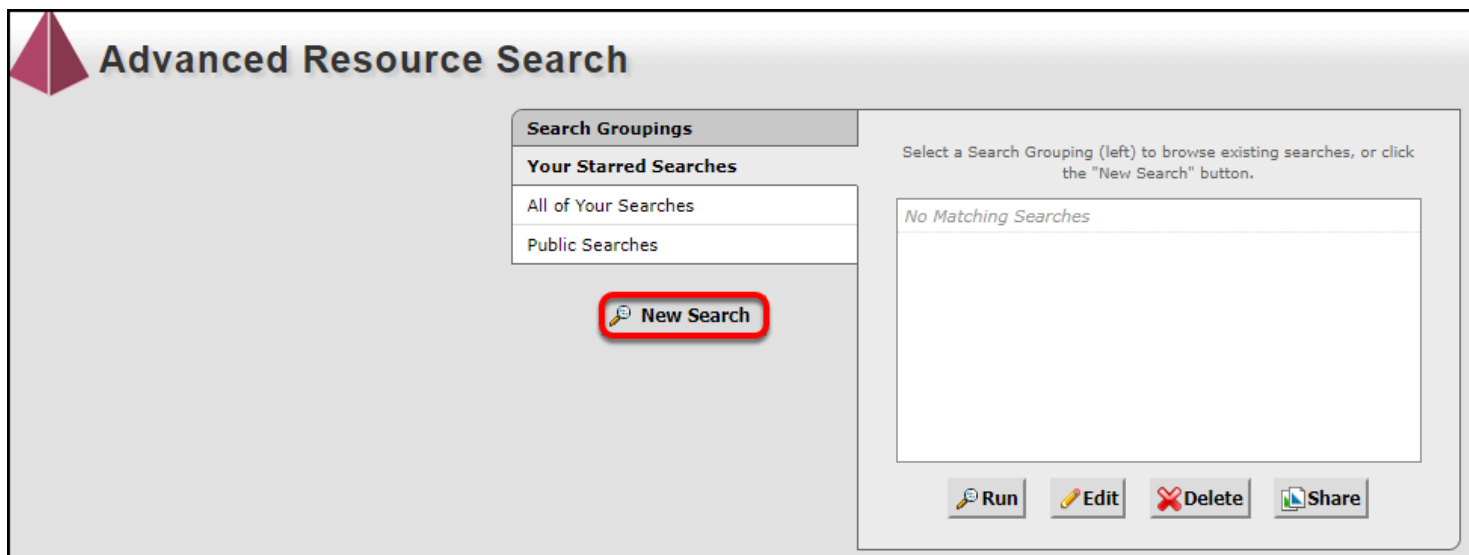 Advanced Resource Search
Search Groupings
Your Starred Searches
All of Your Searches
Public Searches
New Search
Select a Search Grouping (left) to browse existing searches, or click
the "New Search" button.
No Matching Searches
Run
Edit
Delete
Share